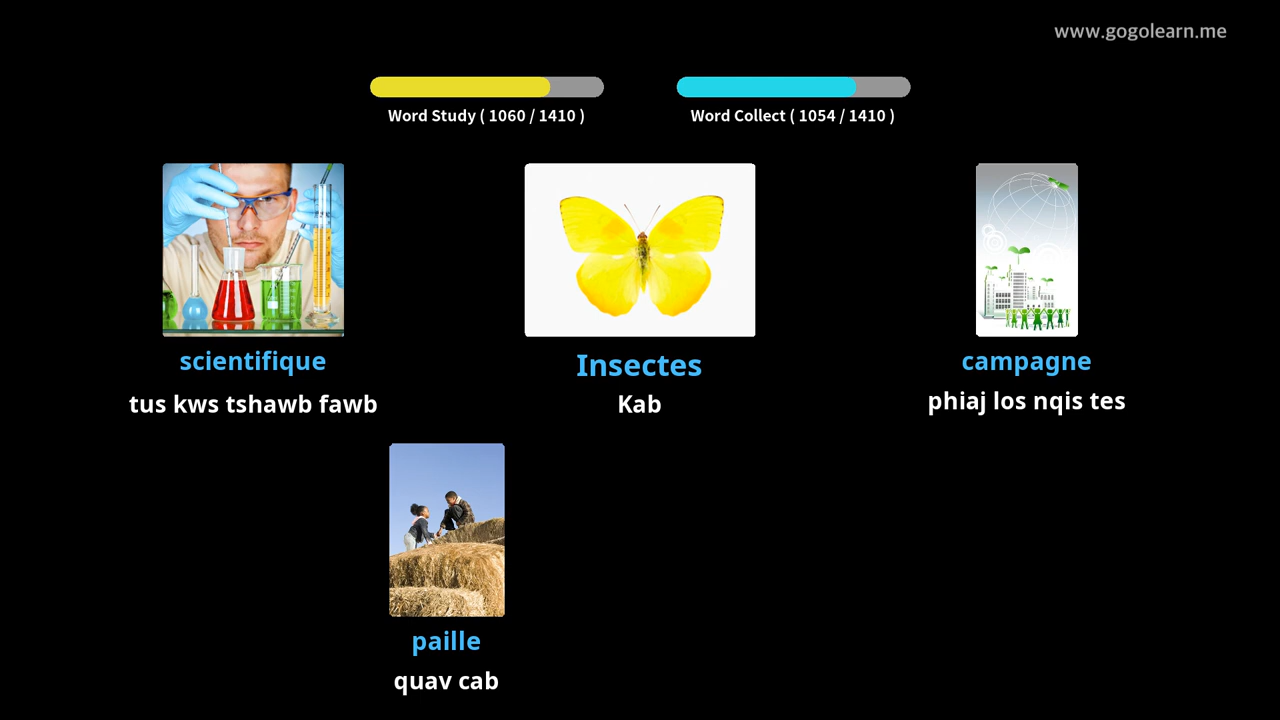 www.gogolearn.me
Word Study ( 1060 / 1410 )
Word Collect ( 1054 / 1410 )
scientifique
tus kws tshawb fawb
Insectes
Kab
campagne
phiaj los nqis tes
paille
quav cab